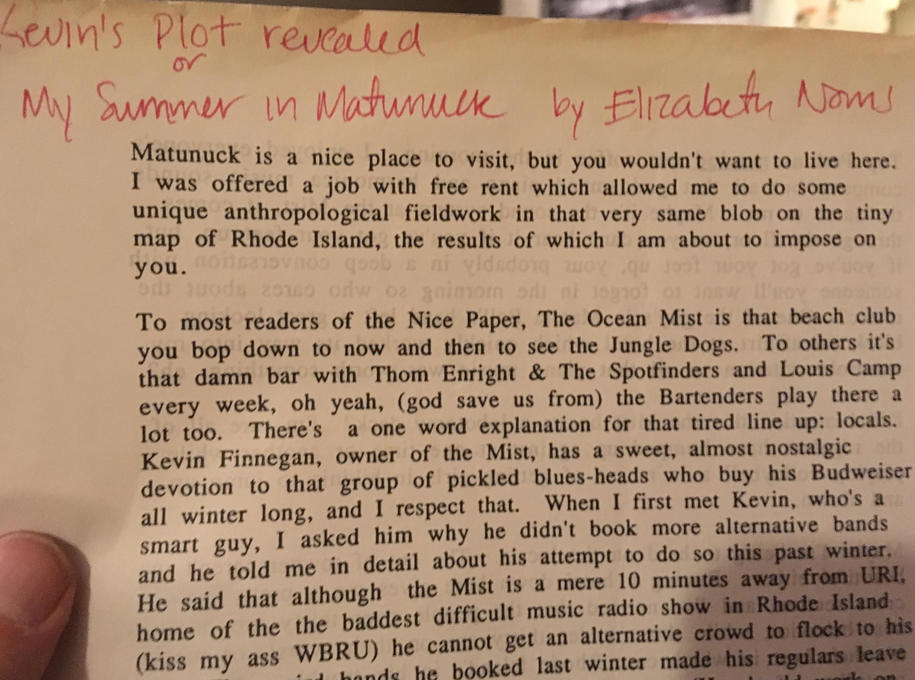 Kevin's Plot revealed
or
My Summer in Matunuck by Elizabeth Noms
Matunuck is a nice place to visit, but you wouldn't want to live here.
I was offered a job with free rent which allowed me to do some
unique anthropological fieldwork in that very same blob on the tiny
map of Rhode Island, the results of which I am about to impose on
you.
To most readers of the Nice Paper, The Ocean Mist is that beach club
you bop down to now and then to see the Jungle Dogs. To others it's
that damn bar with Thom Enright & The Spotfinders and Louis Camp
every week, oh yeah, (god save us from) the Bartenders play there a
lot too. There's a one word explanation for that tired line up: locals.
Kevin Finnegan, owner of the Mist, has a sweet, almost nostalgic
devotion to that group of pickled blues-heads who buy his Budweiser
all winter long, and I respect that. When I first met Kevin, who's a
smart guy, I asked him why he didn't book more alternative bands
and he told me in detail about his attempt to do so this past winter.
He said that although the Mist is a mere 10 minutes away from URI,
home of the the baddest difficult music radio show in Rhode Island
(kiss my ass WBRU) he cannot get an alternative crowd to flock to his
bands he booked last winter made his regulars leave